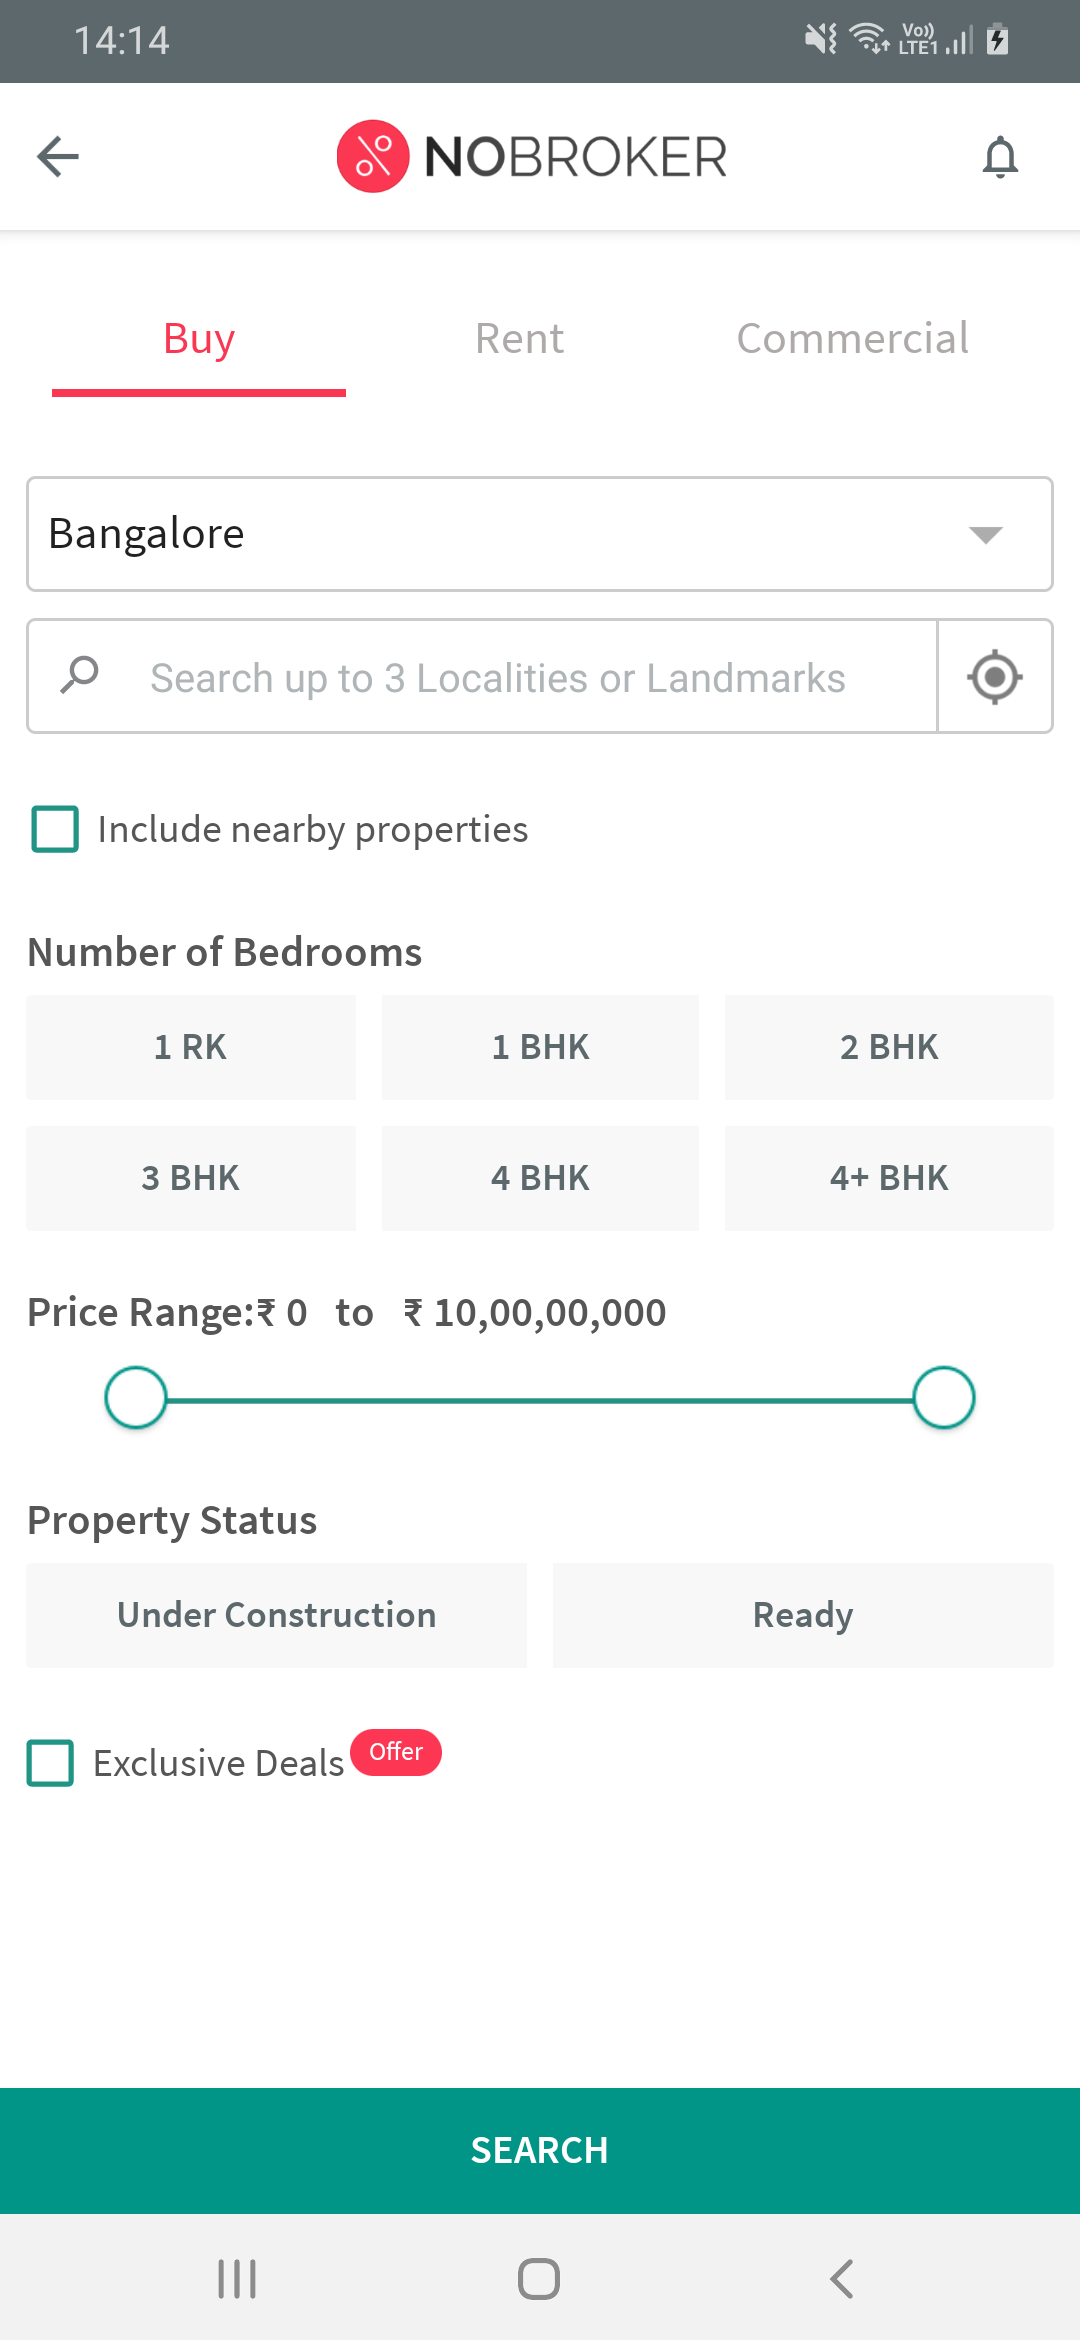 14:14 Vo)) LTE1
NOBROKER
Buy Rent Commercial
Bangalore
Search up to 3 Localities or Landmarks
Include nearby properties
Number of Bedrooms
1 RK 1 BHK 2 BHK
3 BHK 4 BHK 4+ BHK
Price Range:₹ 0 to ₹ 10,00,00,000
Property Status
Under Construction Ready
Exclusive Deals Offer
SEARCH